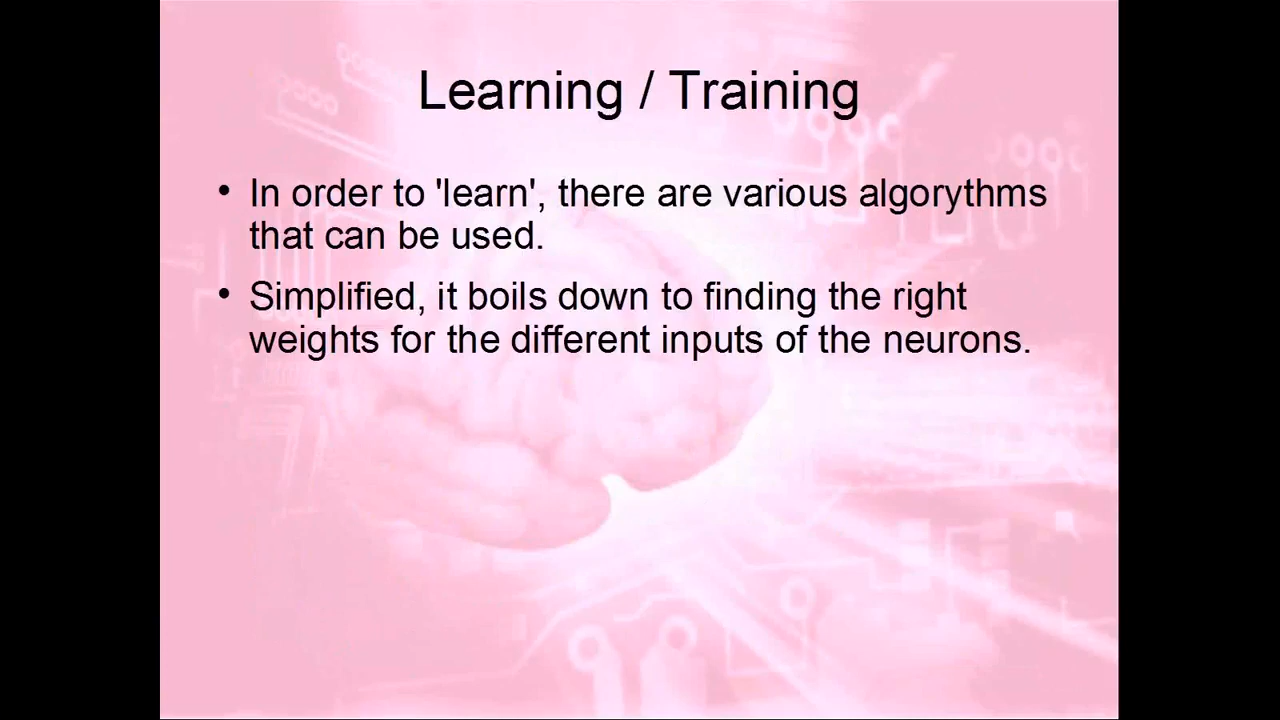 Learning / Training
• In order to 'learn', there are various algorythms
that can be used.
• Simplified, it boils down to finding the right
weights for the different inputs of the neurons.